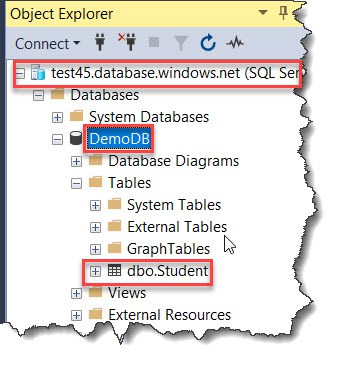 Object Explorer
Connect
test45.database.windows.net (SQL Ser
Databases
System Databases
DemoDB
Database Diagrams
Tables
System Tables
External Tables
GraphTables
dbo.Student
Views
External Resources